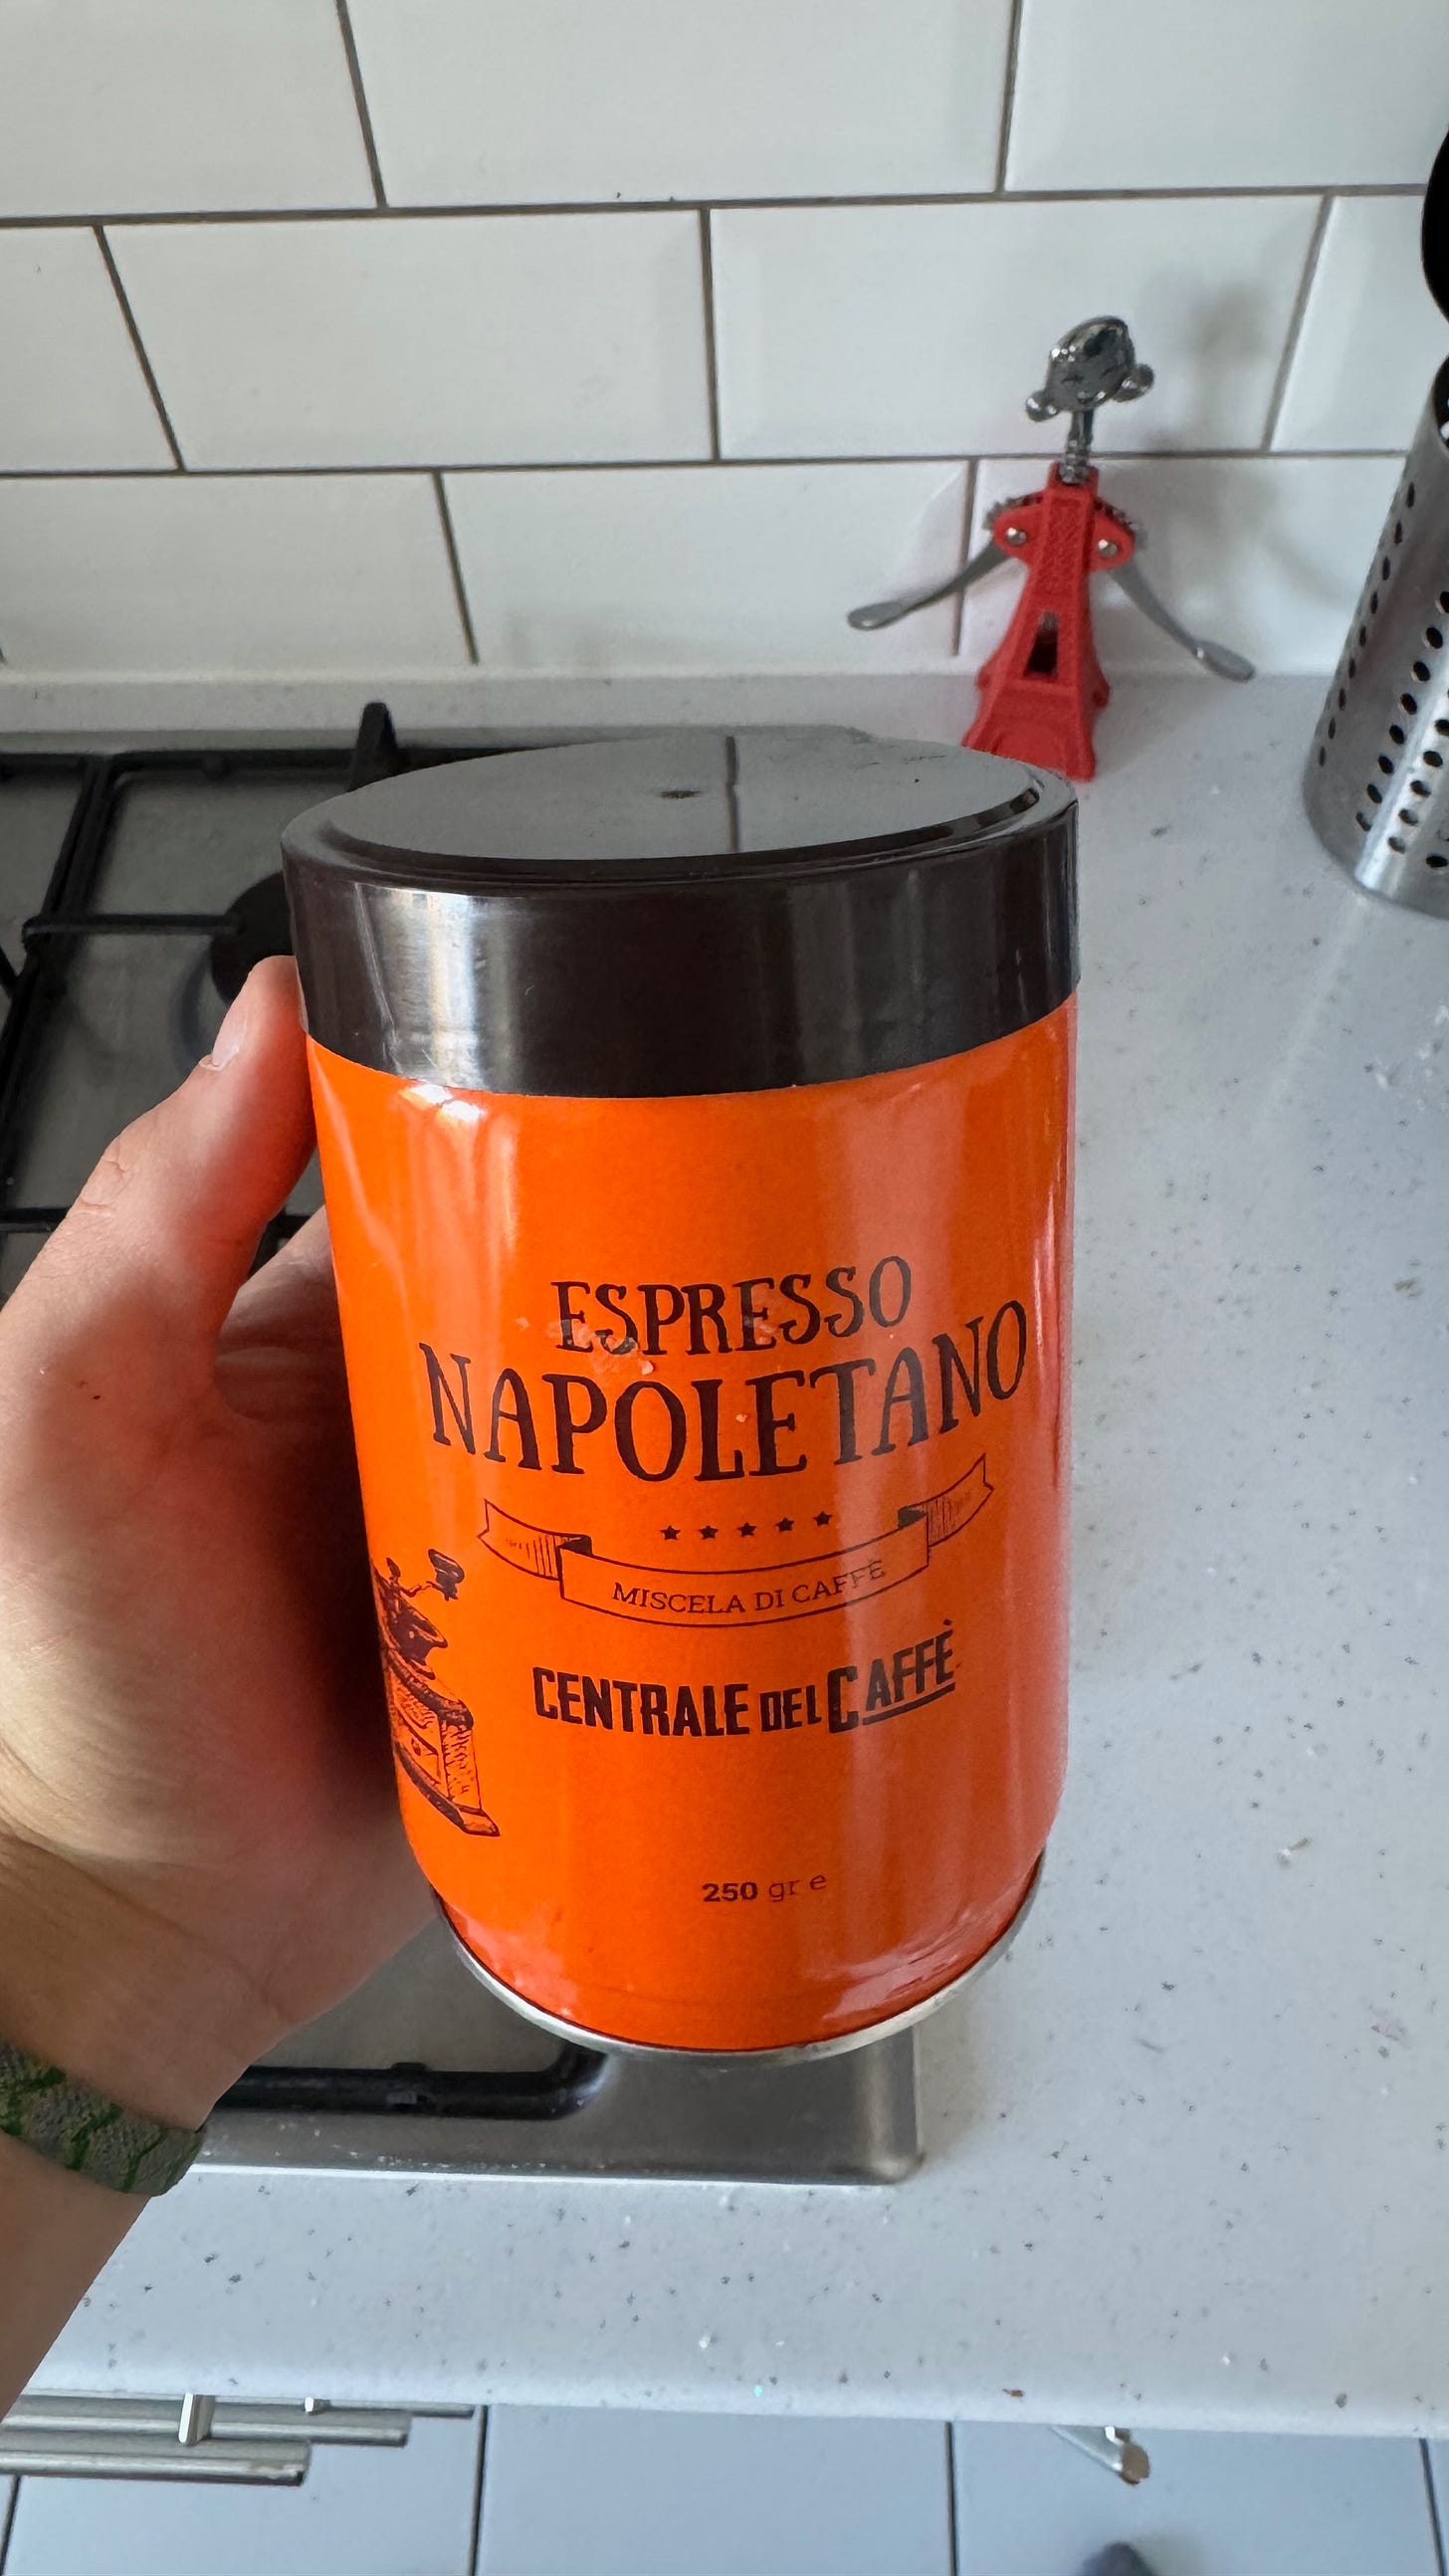 ESPRESSO
NAPOLETANO
MISCELA DI CAFFÈ
CENTRALE DEL CAFFÈ
250 gr e